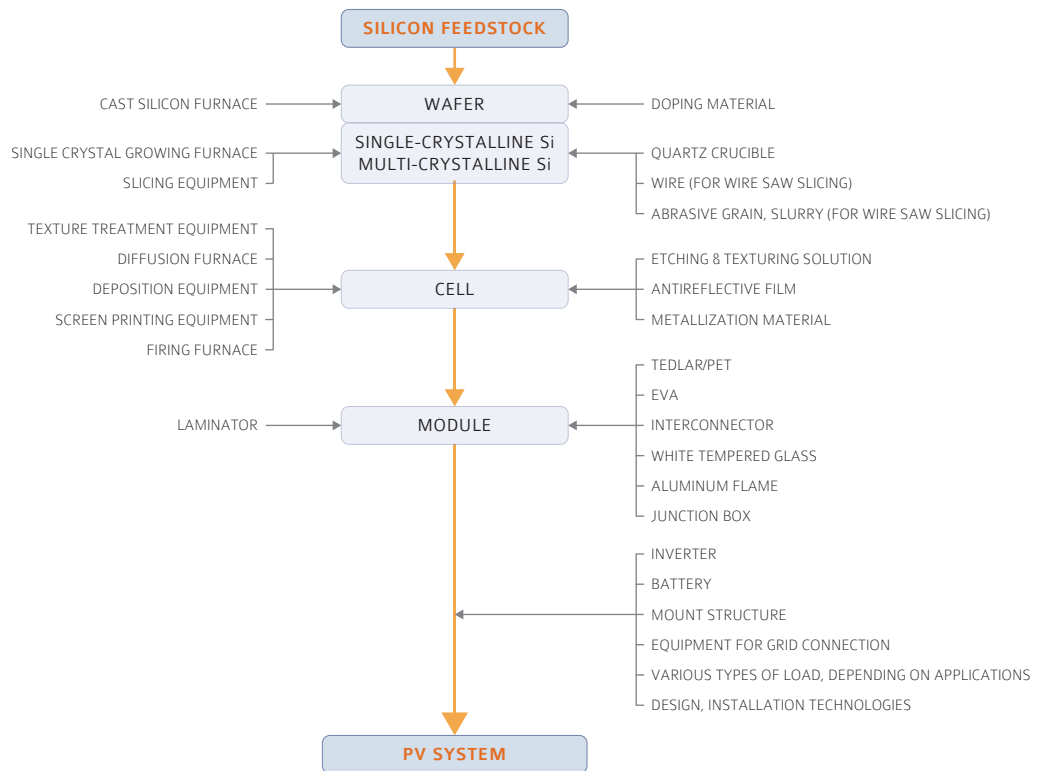 SILICON FEEDSTOCK
CAST SILICON FURNACE
WAFER
DOPING MATERIAL
SINGLE CRYSTAL GROWING FURNACE
SLICING EQUIPMENT
SINGLE-CRYSTALLINE Si
MULTI-CRYSTALLINE Si
QUARTZ CRUCIBLE
WIRE (FOR WIRE SAW SLICING)
ABRASIVE GRAIN, SLURRY (FOR WIRE SAW SLICING)
TEXTURE TREATMENT EQUIPMENT
DIFFUSION FURNACE
DEPOSITION EQUIPMENT
SCREEN PRINTING EQUIPMENT
FIRING FURNACE
CELL
ETCHING & TEXTURING SOLUTION
ANTIREFLECTIVE FILM
METALLIZATION MATERIAL
LAMINATOR
MODULE
TEDLAR/PET
EVA
INTERCONNECTOR
WHITE TEMPERED GLASS
ALUMINUM FLAME
JUNCTION BOX
INVERTER
BATTERY
MOUNT STRUCTURE
EQUIPMENT FOR GRID CONNECTION
VARIOUS TYPES OF LOAD, DEPENDING ON APPLICATIONS
DESIGN, INSTALLATION TECHNOLOGIES
PV SYSTEM